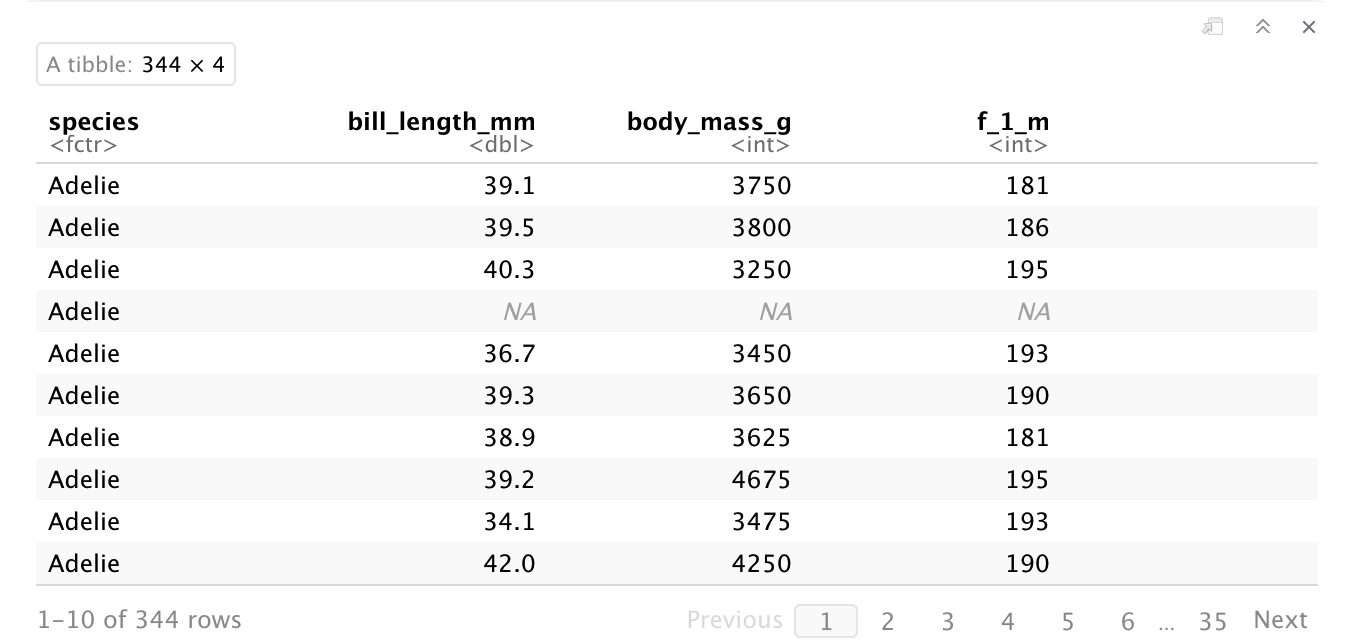 A tibble: 344 × 4
species bill_length_mm body_mass_g f_1_m
<fctr> <dbl> <int> <int>
Adelie 39.1 3750 181
Adelie 39.5 3800 186
Adelie 40.3 3250 195
Adelie NA NA NA
Adelie 36.7 3450 193
Adelie 39.3 3650 190
Adelie 38.9 3625 181
Adelie 39.2 4675 195
Adelie 34.1 3475 193
Adelie 42.0 4250 190
1–10 of 344 rows Previous 1 2 3 4 5 6 ... 35 Next